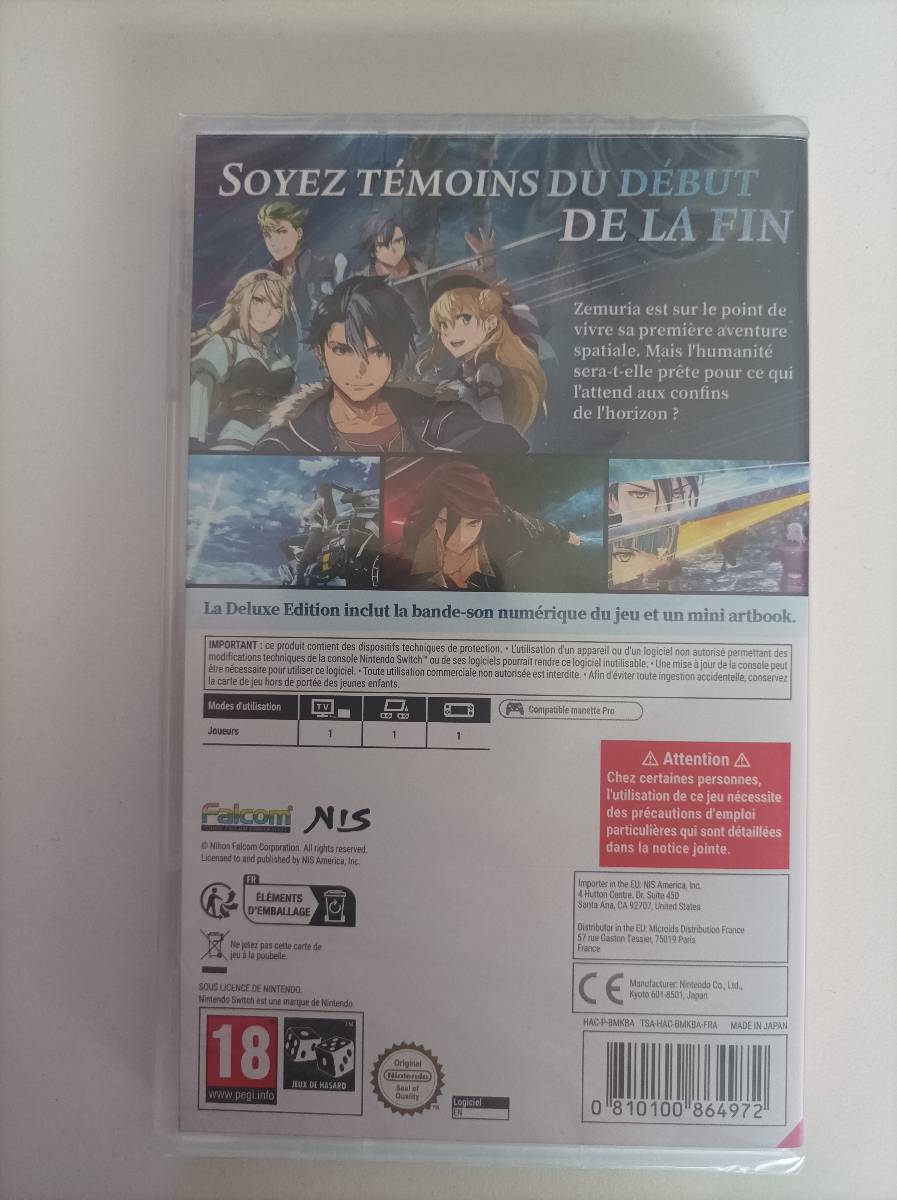 SOYEZ TÉMOINS DU DÉBUT
DE LA FIN
Zemuria est sur le point de
vivre sa première aventure
spatiale. Mais l'humanité
sera-t-elle prête pour ce qui
l'attend aux confins
de l'horizon ?
La Deluxe Edition inclut la bande-son numérique du jeu et un mini artbook.
IMPORTANT : ce produit contient des dispositifs techniques de protection. • L'utilisation d'un appareil ou d'un logiciel non autorisé permettant des
modifications techniques de la console Nintendo Switch™ ou de ses logiciels pourrait rendre ce logiciel inutilisable. • Une mise à jour de la console peut
être nécessaire pour utiliser ce logiciel. • Toute utilisation commerciale non autorisée est interdite. • Afin d'éviter toute ingestion accidentelle, conservez
la carte de jeu hors de portée des jeunes enfants.
Modes d'utilisation TV Compatible manette Pro
Joueurs 1 1 1
⚠ Attention ⚠
Chez certaines personnes,
l'utilisation de ce jeu nécessite
des précautions d'emploi
particulières qui sont détaillées
dans la notice jointe.
Falcom NIS
© Nihon Falcom Corporation. All rights reserved.
Licensed to and published by NIS America, Inc.
FR
ÉLÉMENTS
D'EMBALLAGE
Ne jetez pas cette carte de
jeu à la poubelle.
Importer in the EU: NIS America, Inc.
4 Hutton Centre. Dr. Suite 450
Santa Ana, CA 92707, United States
Distributor in the EU: Microids Distribution France
57 rue Gaston Tessier, 75019 Paris
France
CE
Manufacturer: Nintendo Co., Ltd.,
Kyoto 601-8501, Japan
SOUS LICENCE DE NINTENDO.
Nintendo Switch est une marque de Nintendo.
HAC-P-BMKBA TSA-HAC-BMKBA-FRA MADE IN JAPAN
18
www.pegi.info
JEUX DE HASARD
Original
Nintendo
Seal of
Quality
Logiciel
EN
0 810100 864972